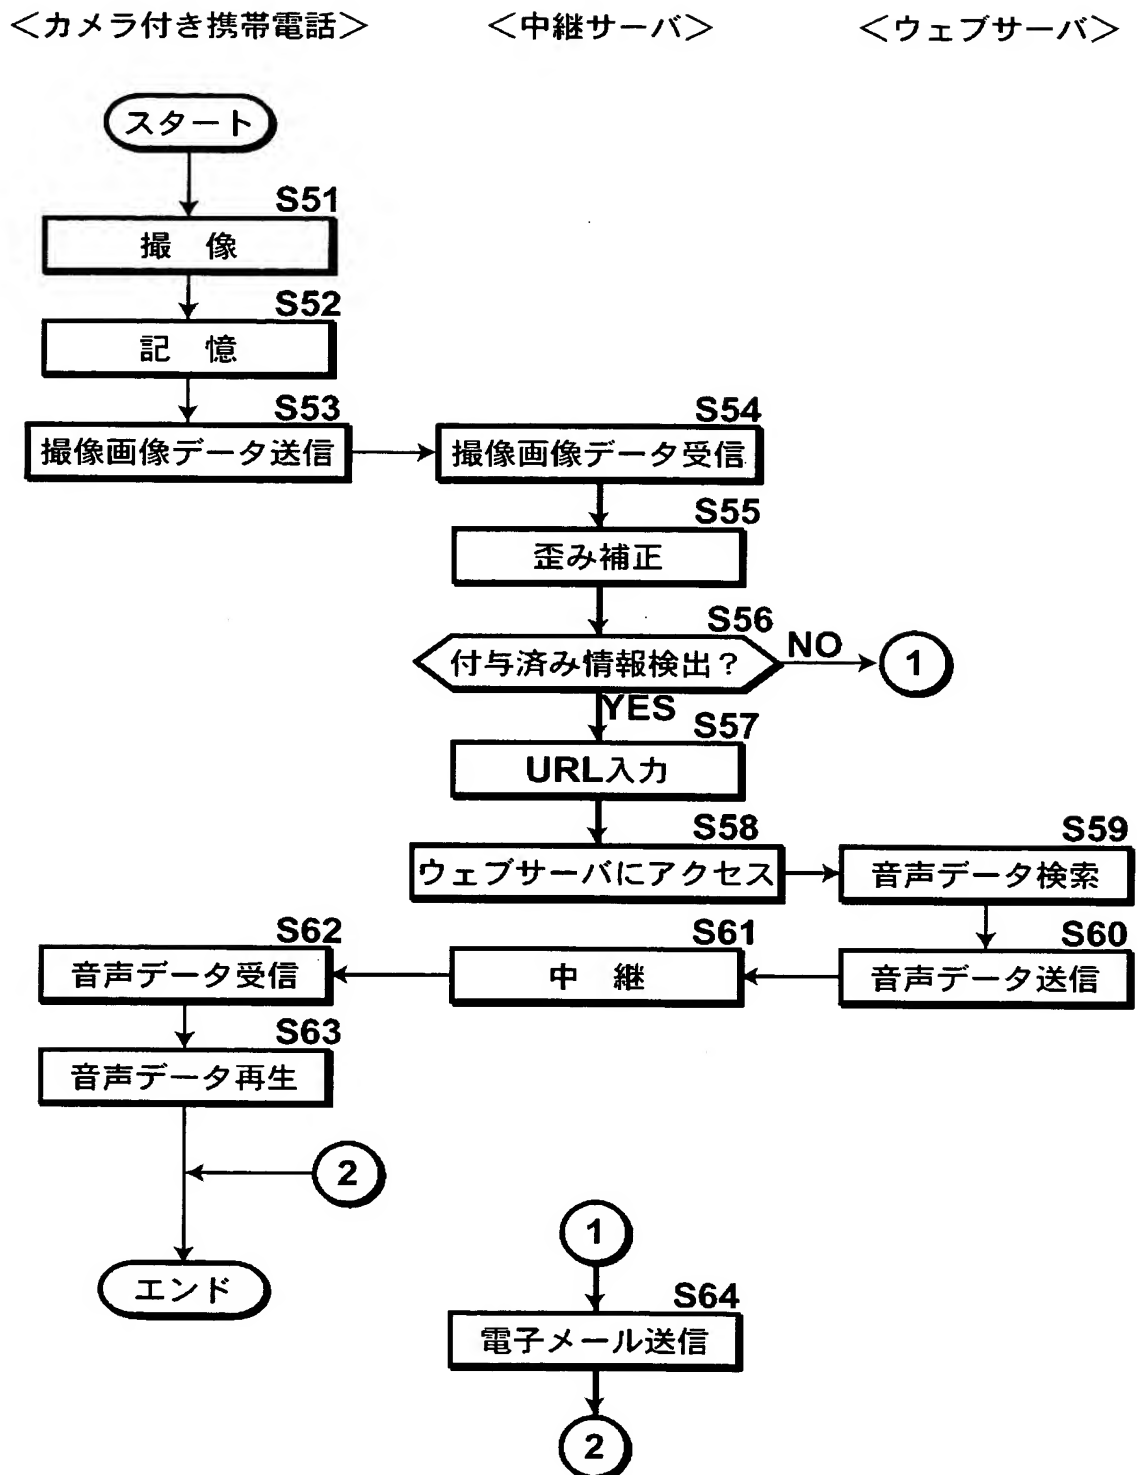 ＜カメラ付き携帯電話＞
＜中継サーバ＞
＜ウェブサーバ＞
スタート
S51
撮　像
S52
記　憶
S53
撮像画像データ送信
S54
撮像画像データ受信
S55
歪み補正
S56
付与済み情報検出？
NO
1
YES
S57
URL入力
S58
ウェブサーバにアクセス
S59
音声データ検索
S60
音声データ送信
S61
中　継
S62
音声データ受信
S63
音声データ再生
2
エンド
1
S64
電子メール送信
2